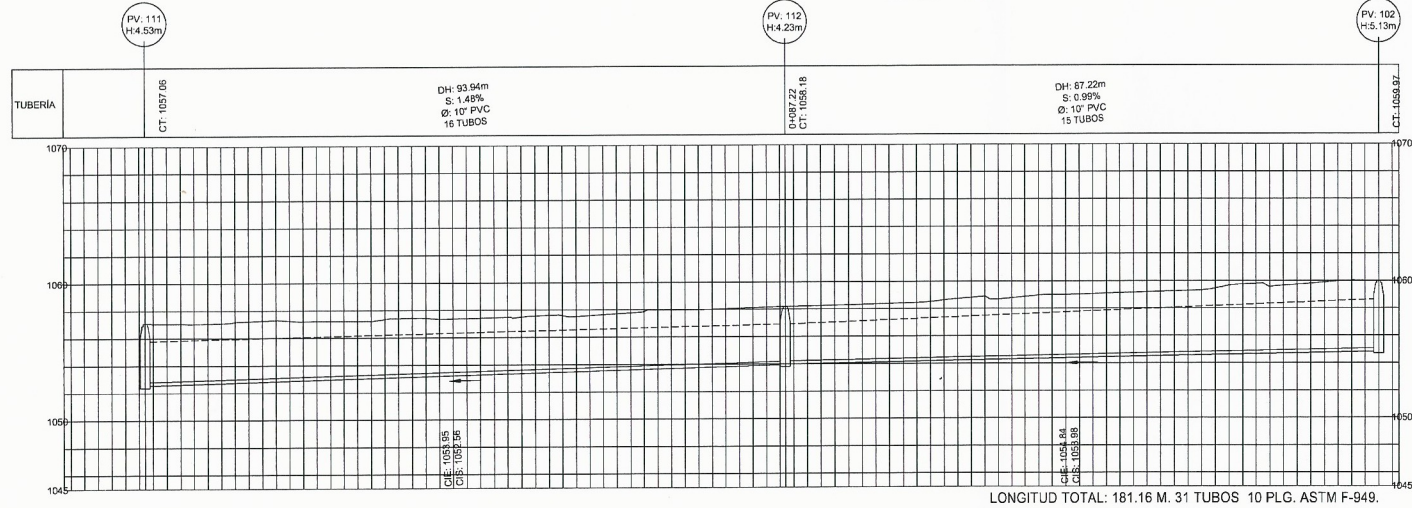 PV: 111
H:4.53m
PV: 112
H:4.23m
PV: 102
H:5.13m
TUBERÍA
CT: 1057.06
DH: 93.94m
S: 1.48%
Ø: 10" PVC
16 TUBOS
0+087.22
CT: 1058.18
DH: 87.22m
S: 0.99%
Ø: 10" PVC
15 TUBOS
CT: 1059.97
1070
1070
1060
1060
1050
1050
1045
1045
CIE: 1053.95
CIS: 1052.56
CIE: 1054.84
CIS: 1053.98
LONGITUD TOTAL: 181.16 M. 31 TUBOS 10 PLG. ASTM F-949.